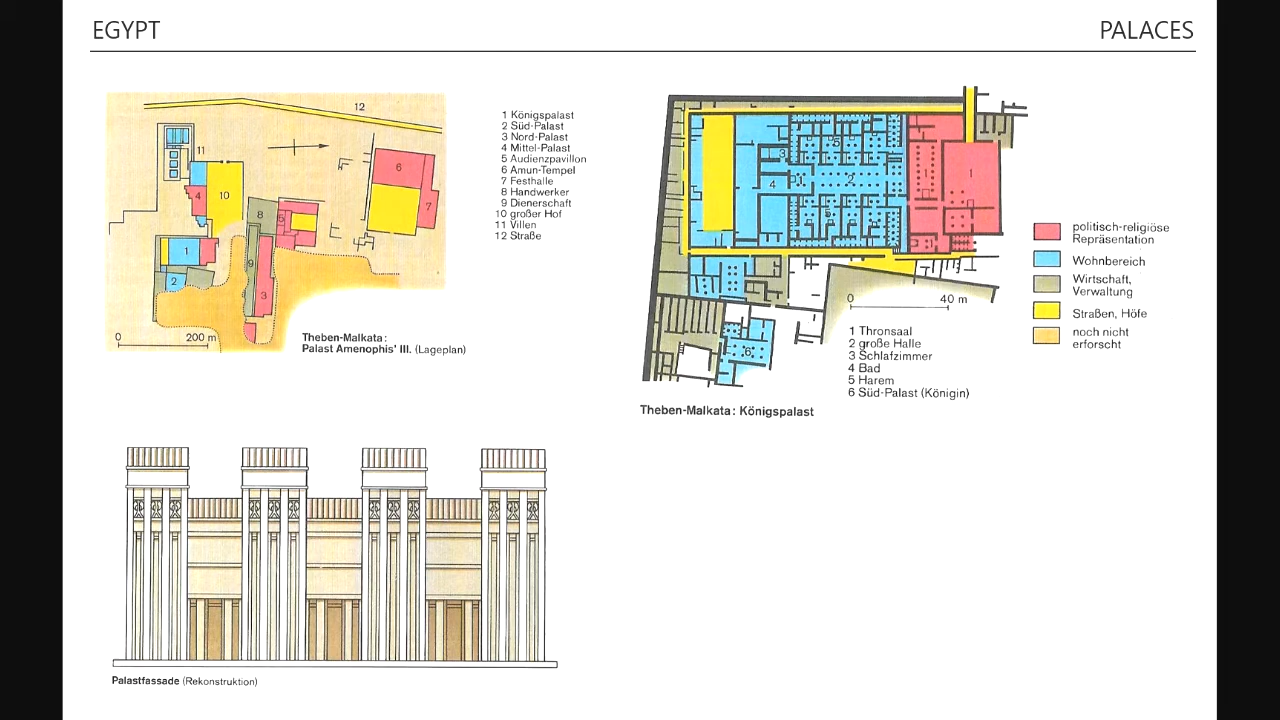 EGYPT
PALACES
12
11
4
10
6
7
8
5
1
2
9
3
0 200 m
Theben-Malkata:
Palast Amenophis' III. (Lageplan)
1 Königspalast
2 Süd-Palast
3 Nord-Palast
4 Mittel-Palast
5 Audienzpavillon
6 Amun-Tempel
7 Festhalle
8 Handwerker
9 Dienerschaft
10 großer Hof
11 Villen
12 Straße
5
3
4
1
2
1
1
5
6
0 40 m
1 Thronsaal
2 große Halle
3 Schlafzimmer
4 Bad
5 Harem
6 Süd-Palast (Königin)
Theben-Malkata: Königspalast
politisch-religiöse
Repräsentation
Wohnbereich
Wirtschaft,
Verwaltung
Straßen, Höfe
noch nicht
erforscht
Palastfassade (Rekonstruktion)